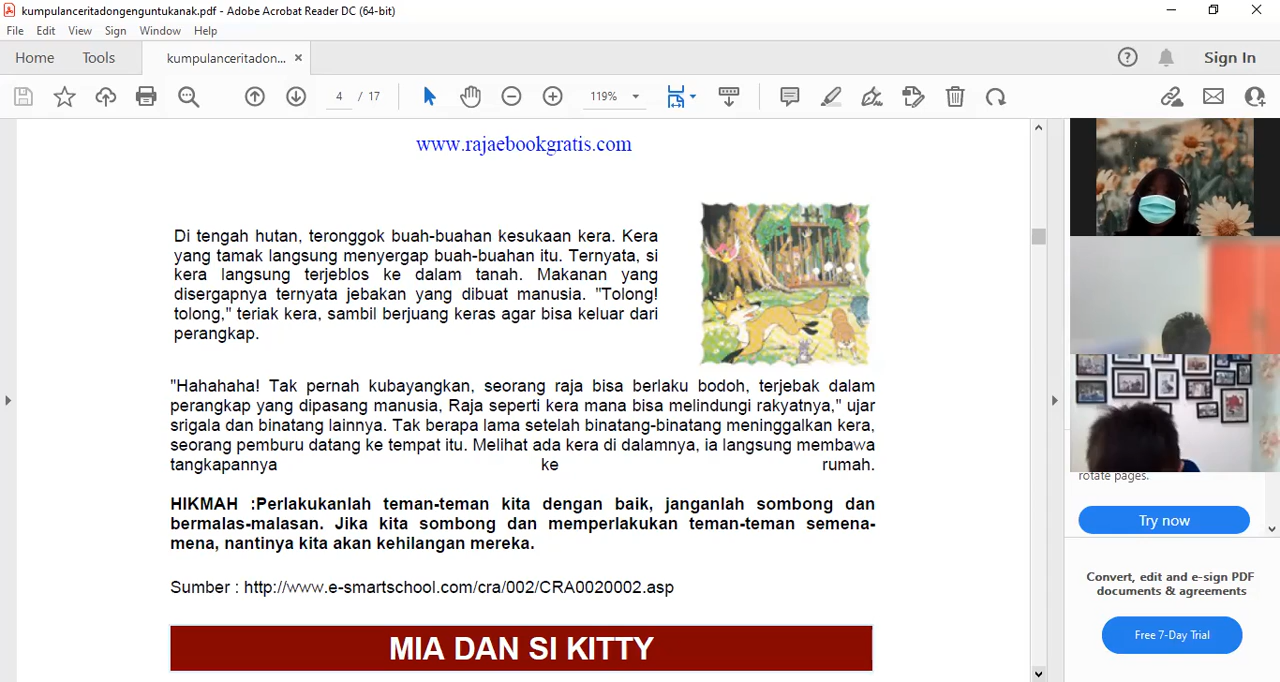 kumpulanceritadongenguntukanak.pdf - Adobe Acrobat Reader DC (64-bit)
File Edit View Sign Window Help
Home Tools kumpulanceritadon... × Sign In
4 / 17 119%
www.rajaebookgratis.com
Di tengah hutan, teronggok buah-buahan kesukaan kera. Kera
yang tamak langsung menyergap buah-buahan itu. Ternyata, si
kera langsung terjeblos ke dalam tanah. Makanan yang
disergapnya ternyata jebakan yang dibuat manusia. "Tolong!
tolong," teriak kera, sambil berjuang keras agar bisa keluar dari
perangkap.
"Hahahaha! Tak pernah kubayangkan, seorang raja bisa berlaku bodoh, terjebak dalam
perangkap yang dipasang manusia, Raja seperti kera mana bisa melindungi rakyatnya," ujar
srigala dan binatang lainnya. Tak berapa lama setelah binatang-binatang meninggalkan kera,
seorang pemburu datang ke tempat itu. Melihat ada kera di dalamnya, ia langsung membawa
tangkapannya ke rumah.
HIKMAH :Perlakukanlah teman-teman kita dengan baik, janganlah sombong dan
bermalas-malasan. Jika kita sombong dan memperlakukan teman-teman semena-
mena, nantinya kita akan kehilangan mereka.
Sumber : http://www.e-smartschool.com/cra/002/CRA0020002.asp
MIA DAN SI KITTY
rotate pages.
Try now
Convert, edit and e-sign PDF
documents & agreements
Free 7-Day Trial